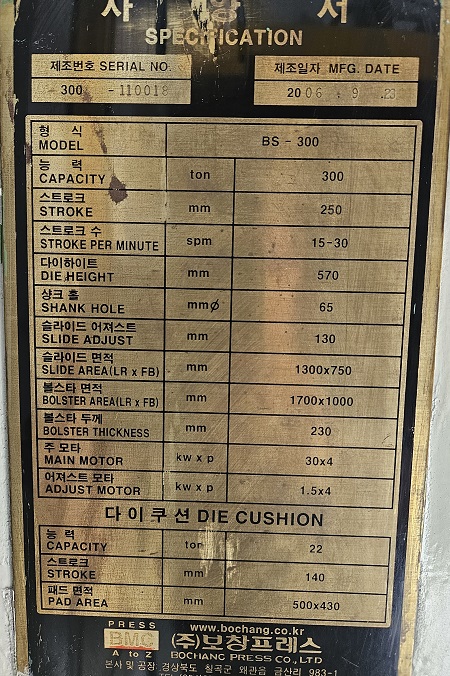 사 양 서
SPECIFICATION
제조번호 SERIAL NO.
300 -110018
제조일자 MFG. DATE
20 06 . 9 .23
형 식
MODEL
BS - 300
능 력
CAPACITY
ton
300
스트로크
STROKE
mm
250
스트로크 수
STROKE PER MINUTE
spm
15-30
다이하이트
DIE HEIGHT
mm
570
샹크 홀
SHANK HOLE
mmØ
65
슬라이드 어져스트
SLIDE ADJUST
mm
130
슬라이드 면적
SLIDE AREA(LR x FB)
mm
1300x750
볼스타 면적
BOLSTER AREA(LR x FB)
mm
1700x1000
볼스타 두께
BOLSTER THICKNESS
mm
230
주 모타
MAIN MOTOR
kw x p
30x4
어져스트 모타
ADJUST MOTOR
kw x p
1.5x4
다 이 쿠 션 DIE CUSHION
능 력
CAPACITY
ton
22
스트로크
STROKE
mm
140
패드 면적
PAD AREA
mm
500x430
PRESS
BMC
A to Z
www.bochang.co.kr
(주)보창프레스
BOCHANG PRESS CO., LTD
본사 및 공장: 경상북도 칠곡군 왜관읍 금산리 983-1